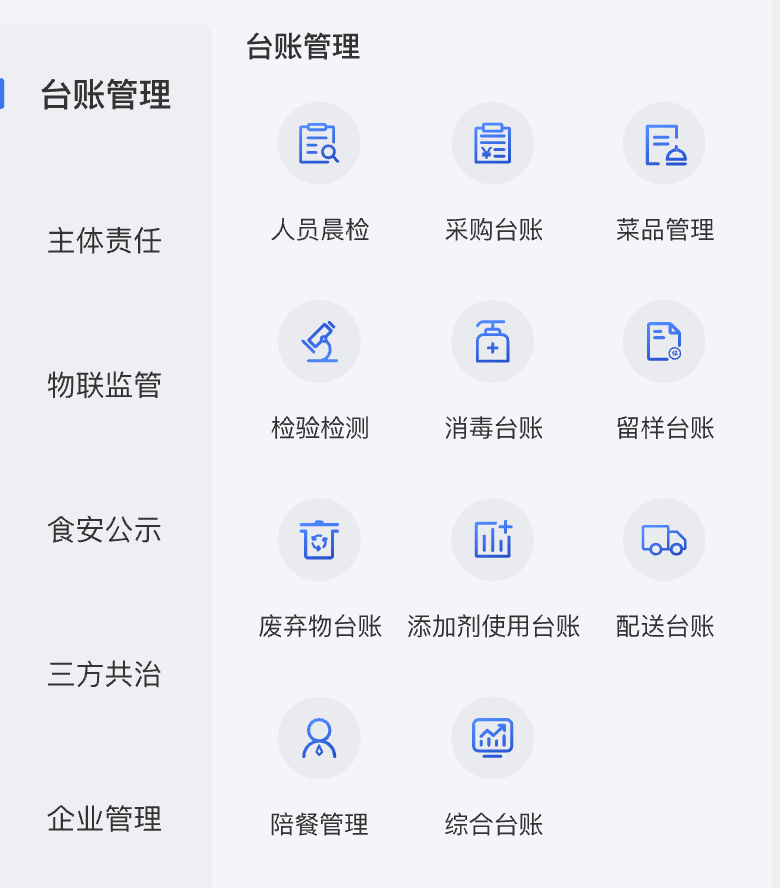 台账管理
主体责任
物联监管
食安公示
三方共治
企业管理
台账管理
人员晨检
采购台账
菜品管理
检验检测
消毒台账
留样台账
废弃物台账
添加剂使用台账
配送台账
陪餐管理
综合台账